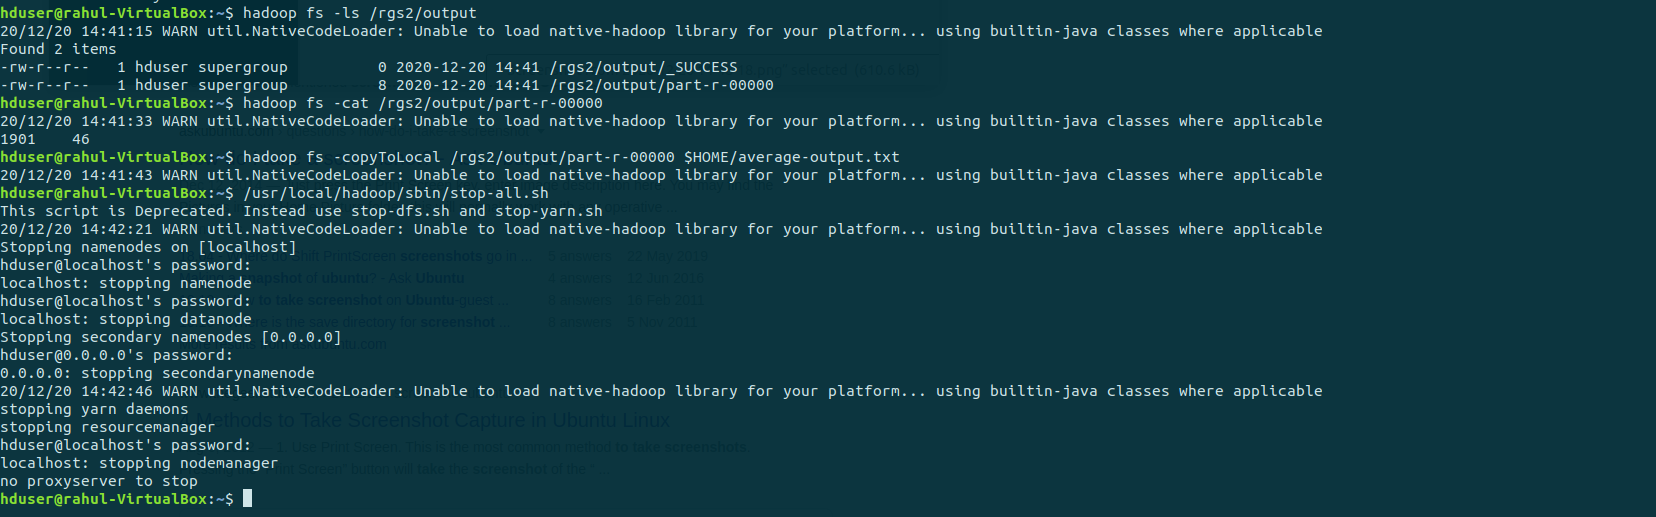 hduser@rahul-VirtualBox:~$ hadoop fs -ls /rgs2/output
20/12/20 14:41:15 WARN util.NativeCodeLoader: Unable to load native-hadoop library for your platform... using builtin-java classes where applicable
Found 2 items
-rw-r--r--   1 hduser supergroup          0 2020-12-20 14:41 /rgs2/output/_SUCCESS
-rw-r--r--   1 hduser supergroup          8 2020-12-20 14:41 /rgs2/output/part-r-00000
hduser@rahul-VirtualBox:~$ hadoop fs -cat /rgs2/output/part-r-00000
20/12/20 14:41:33 WARN util.NativeCodeLoader: Unable to load native-hadoop library for your platform... using builtin-java classes where applicable
1901    46
hduser@rahul-VirtualBox:~$ hadoop fs -copyToLocal /rgs2/output/part-r-00000 $HOME/average-output.txt
20/12/20 14:41:43 WARN util.NativeCodeLoader: Unable to load native-hadoop library for your platform... using builtin-java classes where applicable
hduser@rahul-VirtualBox:~$ /usr/local/hadoop/sbin/stop-all.sh
This script is Deprecated. Instead use stop-dfs.sh and stop-yarn.sh
20/12/20 14:42:21 WARN util.NativeCodeLoader: Unable to load native-hadoop library for your platform... using builtin-java classes where applicable
Stopping namenodes on [localhost]
hduser@localhost's password:
localhost: stopping namenode
hduser@localhost's password:
localhost: stopping datanode
Stopping secondary namenodes [0.0.0.0]
hduser@0.0.0.0's password:
0.0.0.0: stopping secondarynamenode
20/12/20 14:42:46 WARN util.NativeCodeLoader: Unable to load native-hadoop library for your platform... using builtin-java classes where applicable
stopping yarn daemons
stopping resourcemanager
hduser@localhost's password:
localhost: stopping nodemanager
no proxyserver to stop
hduser@rahul-VirtualBox:~$